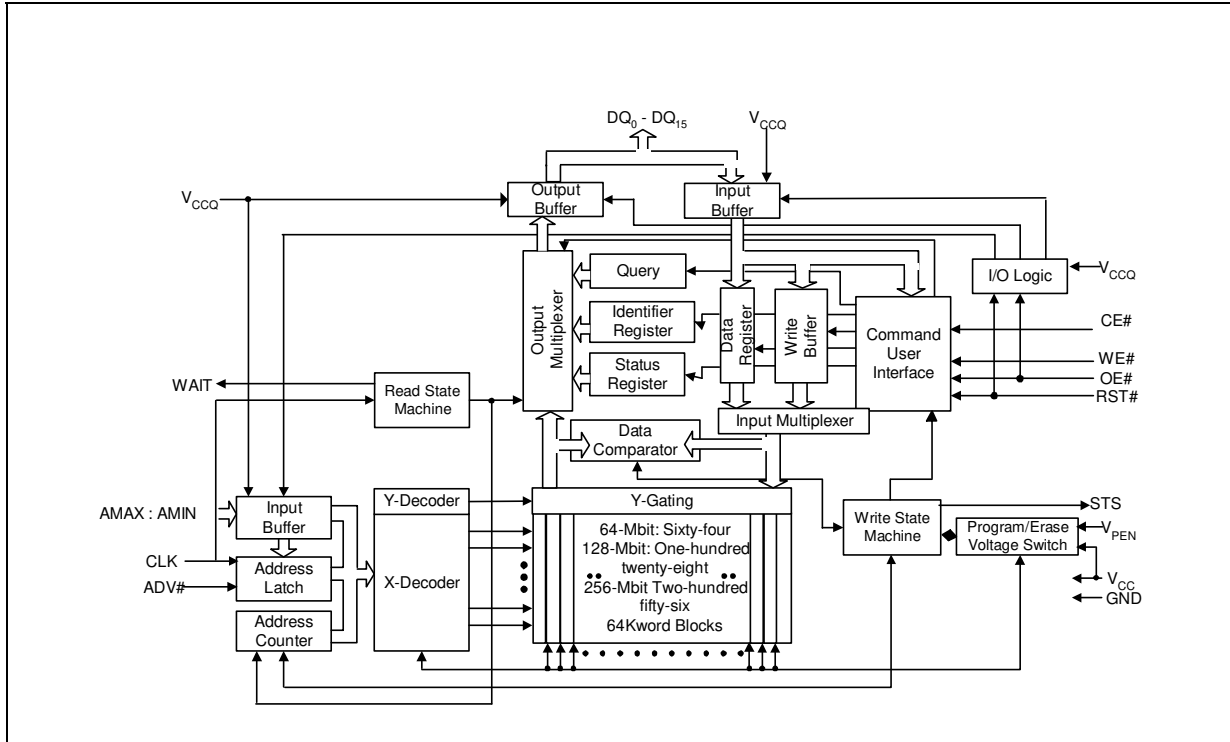 DQ0 - DQ15
VCCQ
VCCQ
Output
Buffer
Input
Buffer
Query
I/O Logic
VCCQ
Output
Multiplexer
Identifier
Register
Data
Register
Write
Buffer
Command
User
Interface
CE#
WE#
OE#
RST#
Status
Register
WAIT
Read State
Machine
Input Multiplexer
Data
Comparator
AMAX : AMIN
Input
Buffer
Y-Decoder
Y-Gating
STS
Write State
Machine
Program/Erase
Voltage Switch
VPEN
CLK
ADV#
Address
Latch
X-Decoder
64-Mbit: Sixty-four
128-Mbit: One-hundred
twenty-eight
256-Mbit Two-hundred
fifty-six
64Kword Blocks
VCC
GND
Address
Counter